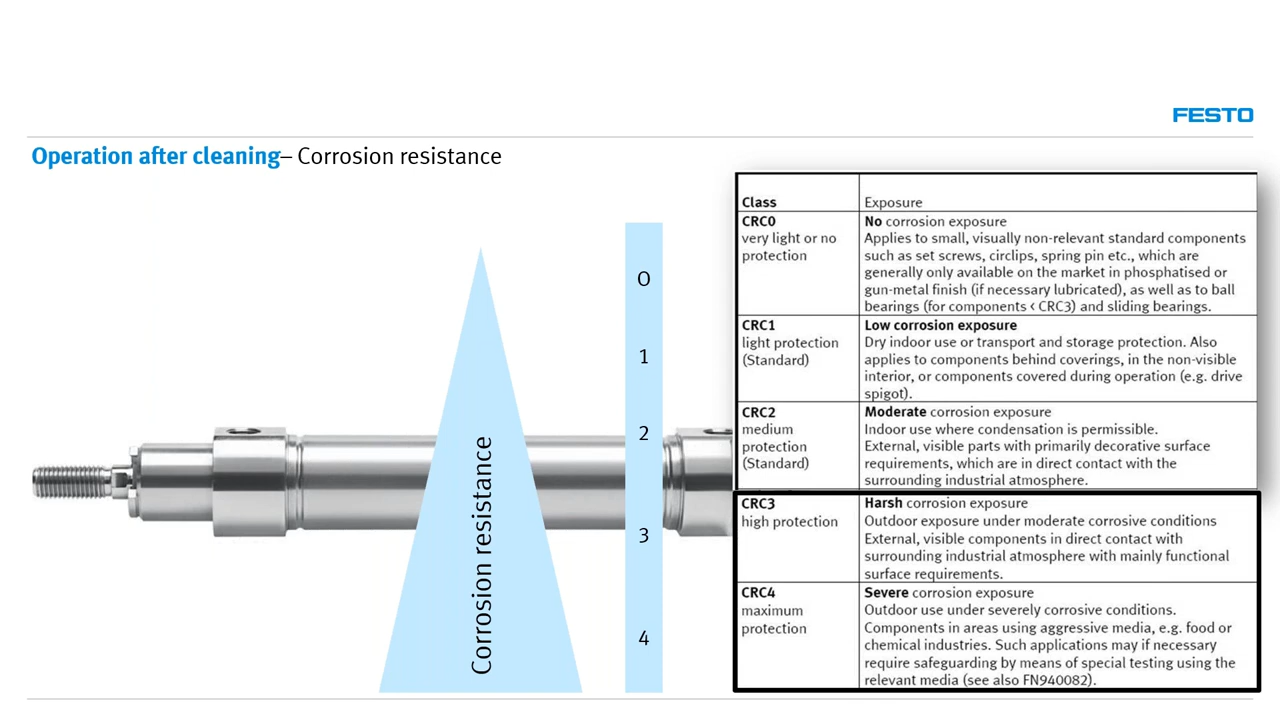 FESTO
Operation after cleaning– Corrosion resistance
Corrosion resistance
0
1
2
3
4
Class Exposure
CRC0
very light or no
protection
No corrosion exposure
Applies to small, visually non-relevant standard components
such as set screws, circlips, spring pin etc., which are
generally only available on the market in phosphatised or
gun-metal finish (if necessary lubricated), as well as to ball
bearings (for components < CRC3) and sliding bearings.
CRC1
light protection
(Standard)
Low corrosion exposure
Dry indoor use or transport and storage protection. Also
applies to components behind coverings, in the non-visible
interior, or components covered during operation (e.g. drive
spigot).
CRC2
medium
protection
(Standard)
Moderate corrosion exposure
Indoor use where condensation is permissible.
External, visible parts with primarily decorative surface
requirements, which are in direct contact with the
surrounding industrial atmosphere.
CRC3
high protection
Harsh corrosion exposure
Outdoor exposure under moderate corrosive conditions
External, visible components in direct contact with
surrounding industrial atmosphere with mainly functional
surface requirements.
CRC4
maximum
protection
Severe corrosion exposure
Outdoor use under severely corrosive conditions.
Components in areas using aggressive media, e.g. food or
chemical industries. Such applications may if necessary
require safeguarding by means of special testing using the
relevant media (see also FN940082).